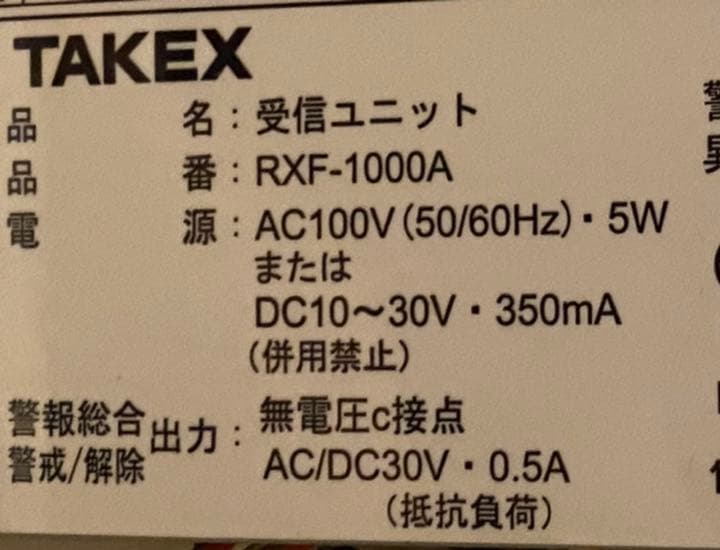 TAKEX
品名：受信ユニット
品番：RXF-1000A
電源：AC100V（50/60Hz）・5W
または
DC10～30V・350mA
（併用禁止）
警報総合
警戒/解除
出力：
無電圧c接点
AC/DC30V・0.5A
（抵抗負荷）
警
異